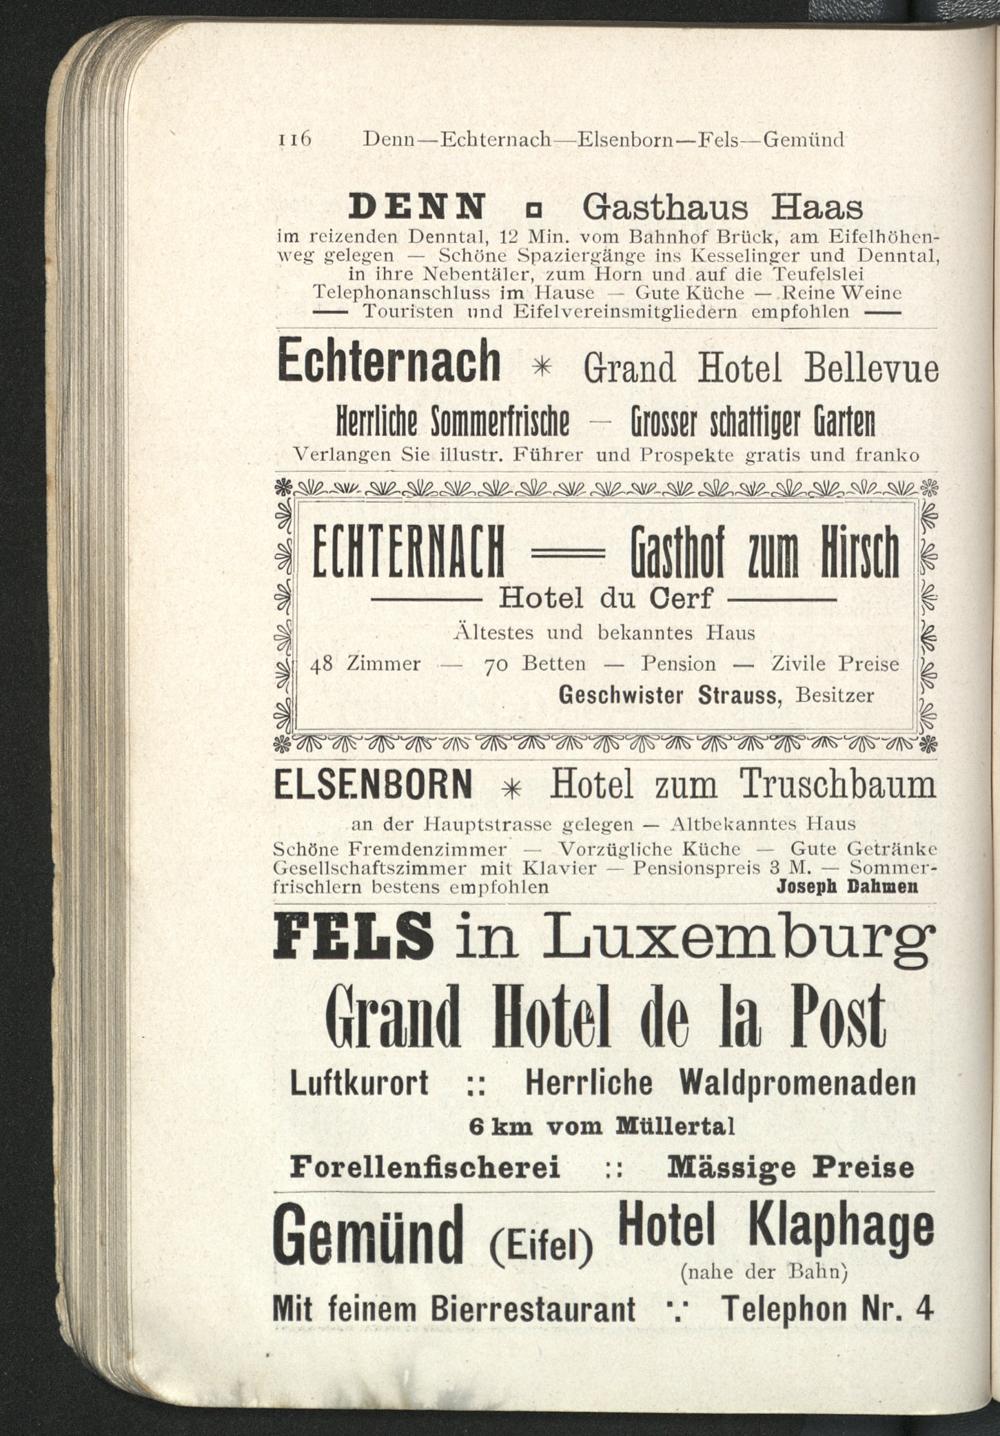 116 Denn—Echternach—Elsenborn—Fels—Gemünd
DENN Gasthaus Haas
im reizenden Denntal, 12 Min. vom Bahnhof Brück, am Eifelhöhen-
weg gelegen — Schöne Spaziergänge ins Kesselinger und Denntal,
in ihre Nebentäler, zum Horn und auf die Teufelslei
Telephonanschluss im Hause — Gute Küche — Reine Weine
— Touristen und Eifelvereinsmitgliedern empfohlen —
Echternach * Grand Hotel Bellevue
Herrliche Sommerfrische — Grosser schattiger Garten
Verlangen Sie illustr. Führer und Prospekte gratis und franko
ECHTERNACH = Gasthof zum Hirsch
— Hotel du Cerf —
Ältestes und bekanntes Haus
48 Zimmer — 70 Betten — Pension — Zivile Preise
Geschwister Strauss, Besitzer
ELSENBORN * Hotel zum Truschbaum
an der Hauptstrasse gelegen — Altbekanntes Haus
Schöne Fremdenzimmer — Vorzügliche Küche — Gute Getränke
Gesellschaftszimmer mit Klavier — Pensionspreis 3 M. — Sommer-
frischlern bestens empfohlen Joseph Dahmen
FELS in Luxemburg
Grand Hotel de la Post
Luftkurort :: Herrliche Waldpromenaden
6 km vom Müllertal
Forellenfischerei :: Mässige Preise
Gemünd (Eifel) Hotel Klaphage
(nahe der Bahn)
Mit feinem Bierrestaurant ∵ Telephon Nr. 4